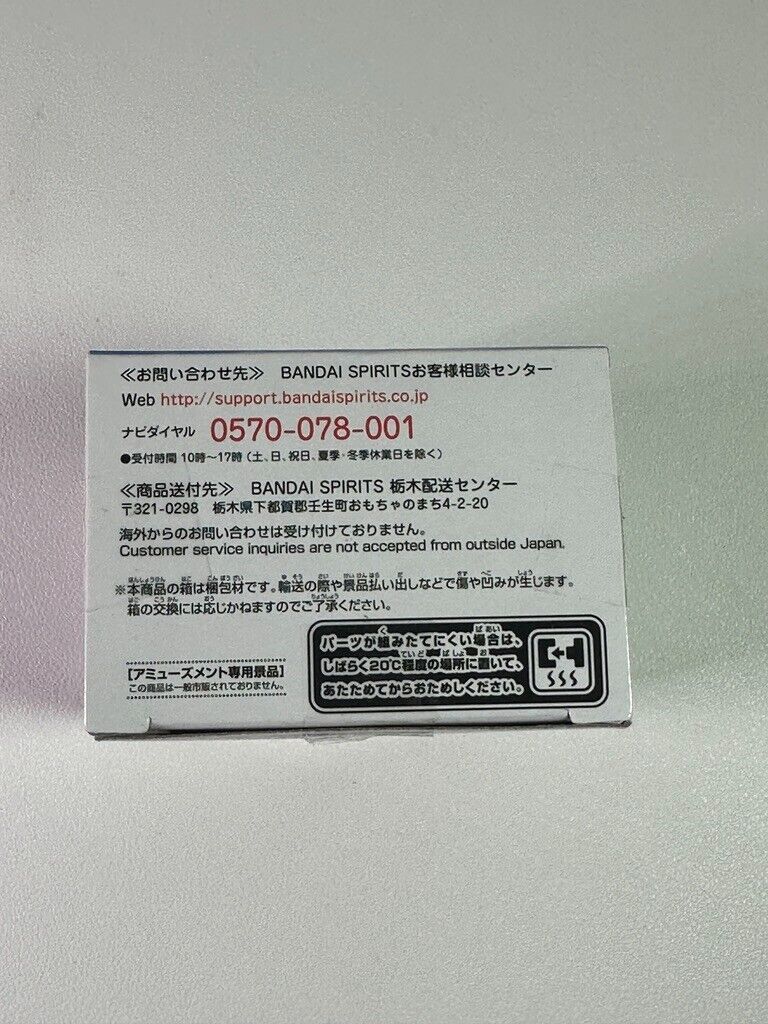 ≪お問い合わせ先≫ BANDAI SPIRITSお客様相談センター
Web http://support.bandaispirits.co.jp
ナビダイヤル 0570-078-001
●受付時間 10時〜17時（土、日、祝日、夏季・冬季休業日を除く）
≪商品送付先≫ BANDAI SPIRITS 栃木配送センター
〒321-0298 栃木県下都賀郡壬生町おもちゃのまち4-2-20
海外からのお問い合わせは受け付けておりません。
Customer service inquiries are not accepted from outside Japan.
※本商品の箱は梱包材です。輸送の際や景品払い出しなどで傷や凹みが生じます。
箱の交換には応じかねますのでご了承ください。
パーツが組みたてにくい場合は、
しばらく20℃程度の場所に置いて、
あたためてからおためしください。
【アミューズメント専用景品】
この商品は一般市販されておりません。